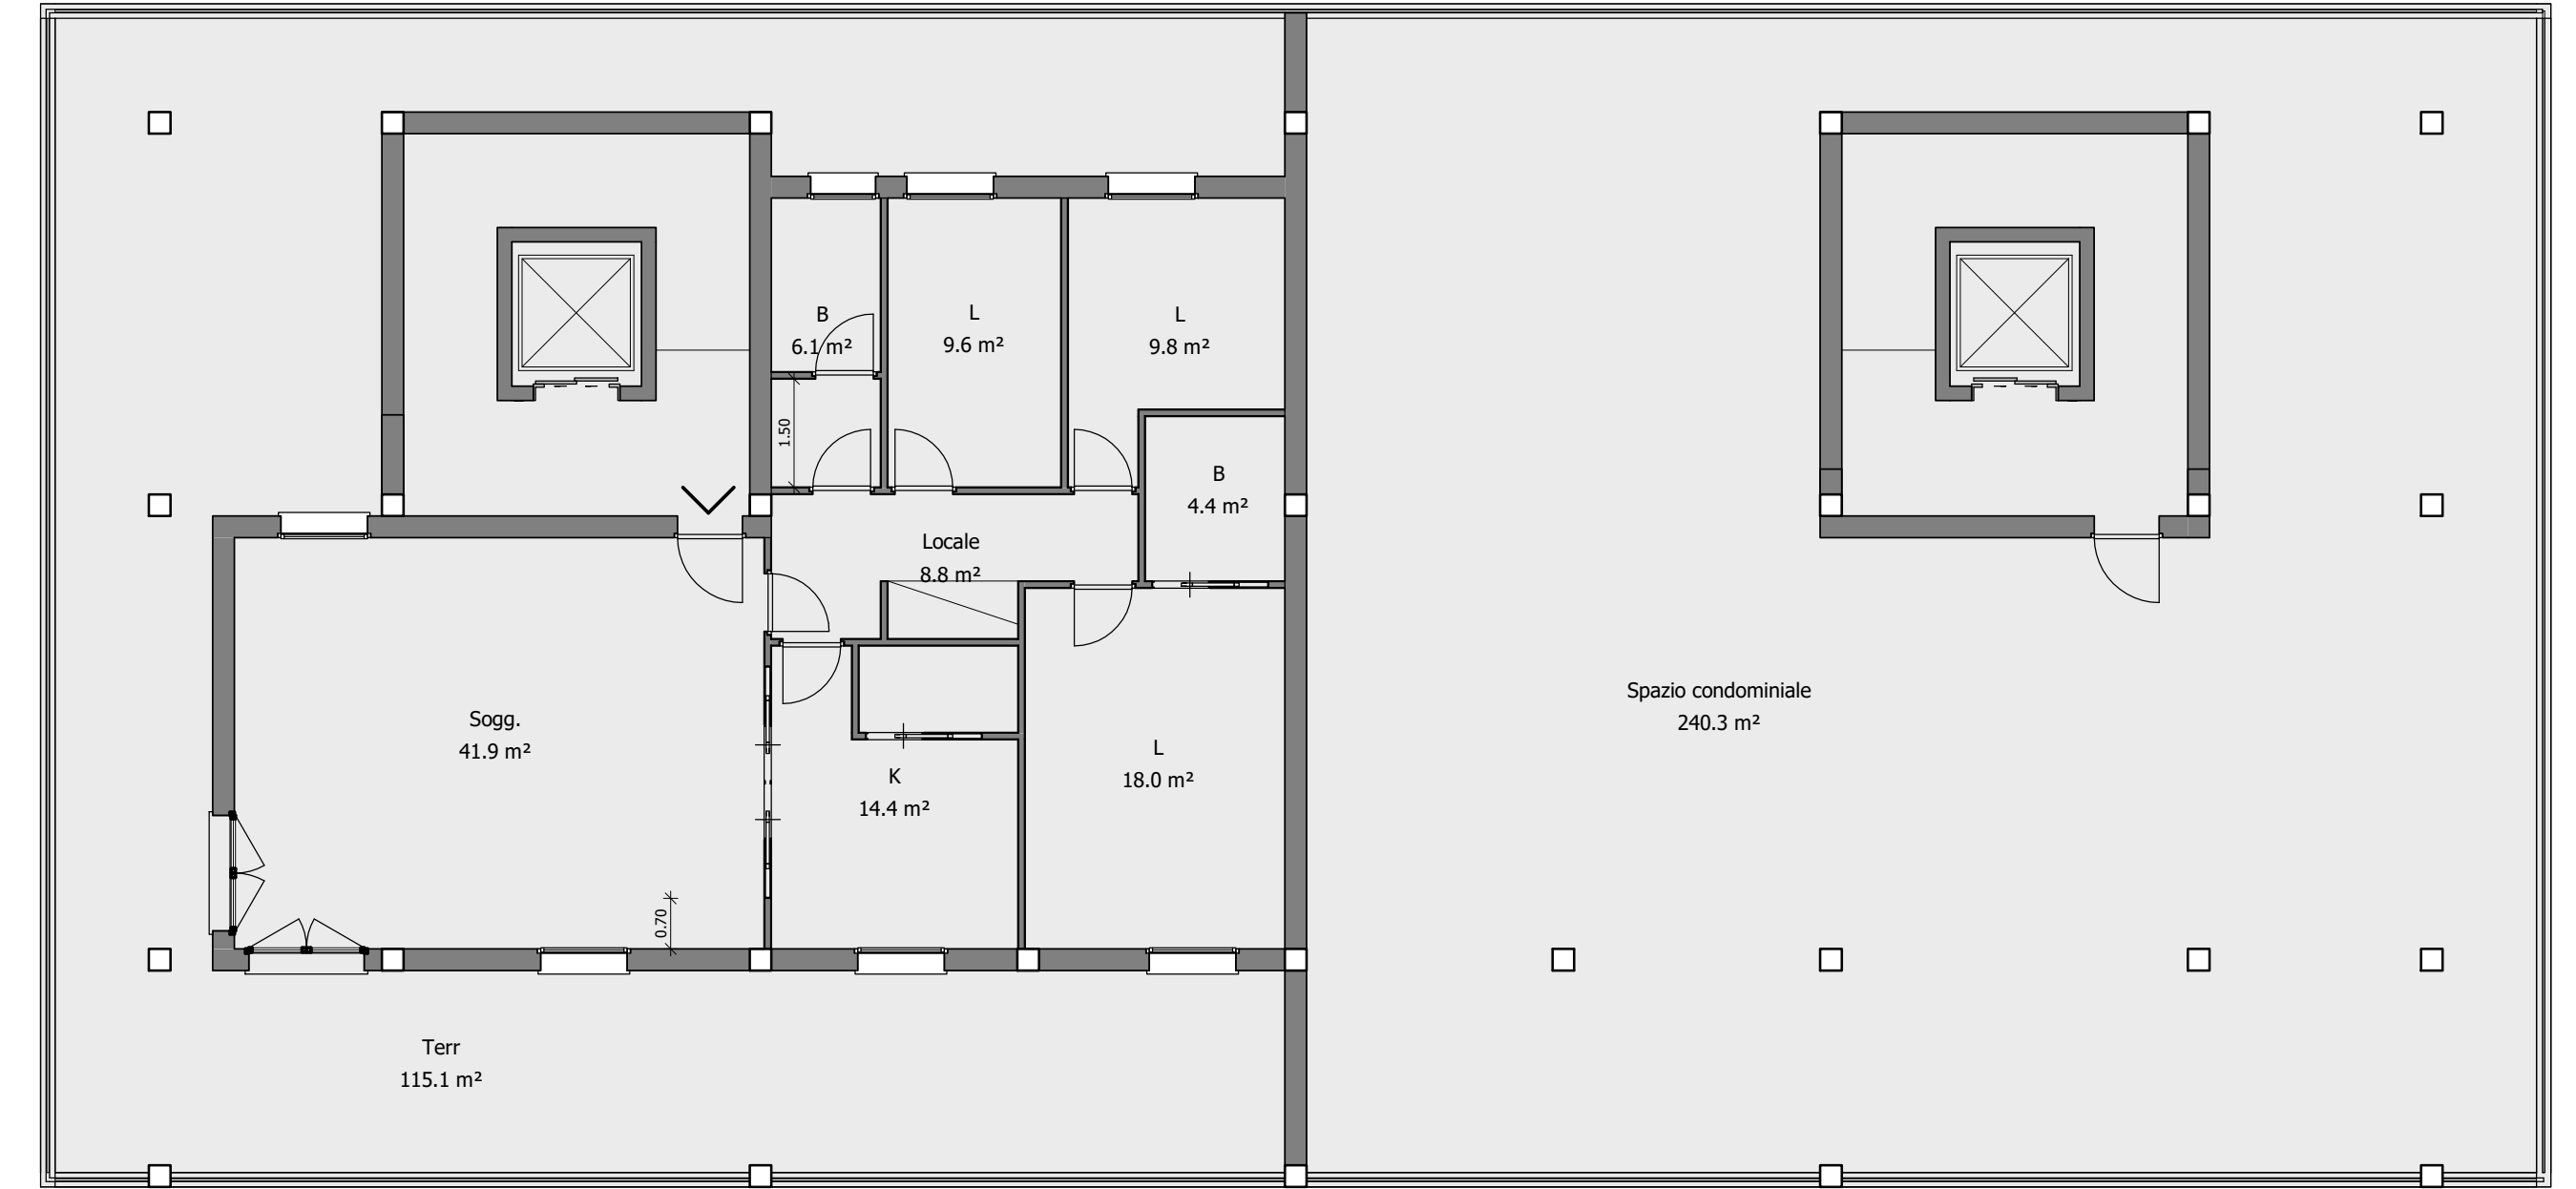 B
6.1 m²
L
9.6 m²
L
9.8 m²
1.50
B
4.4 m²
Locale
8.8 m²
Sogg.
41.9 m²
K
14.4 m²
L
18.0 m²
Spazio condominiale
240.3 m²
0.70
Terr
115.1 m²